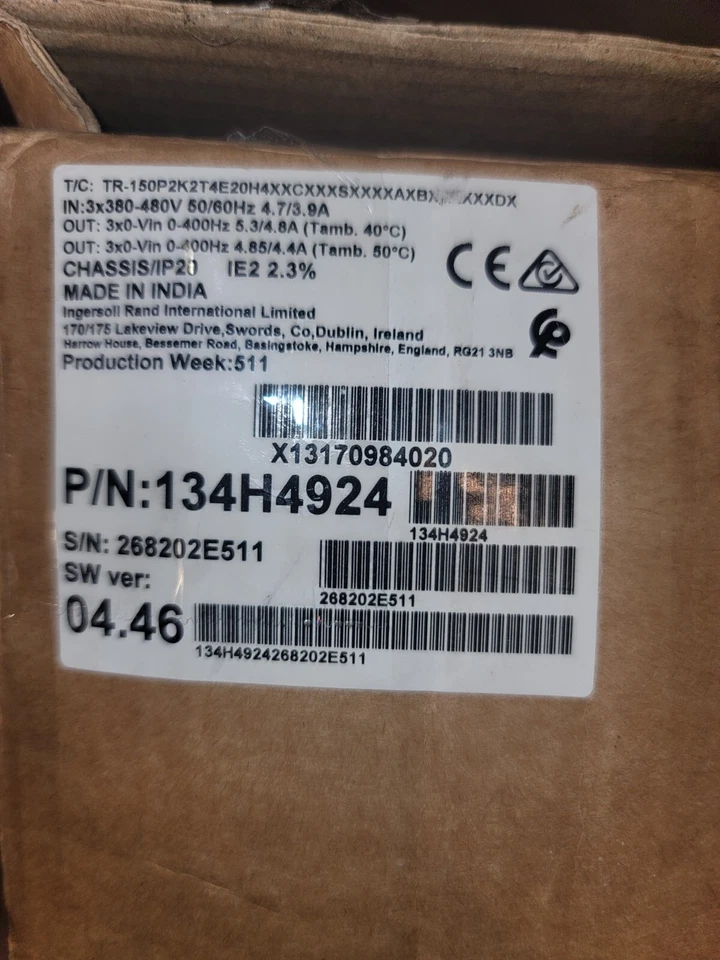 T/C: TR-150P2K2T4E20H4XXCXXXSXXXXAXBX
XXXDX
IN:3x380-480V 50/60Hz 4.7/3.9A
OUT: 3x0-Vin 0-400Hz 5.3/4.8A (Tamb. 40°C)
OUT: 3x0-Vin 0-400Hz 4.85/4.4A (Tamb. 50°C)
CHASSIS/IP20 IE2 2.3%
MADE IN INDIA
Ingersoll Rand International Limited
170/175 Lakeview Drive,Swords, Co,Dublin, Ireland
Harrow House, Bessemer Road, Basingstoke, Hampshire, England, RG21 3NB
Production Week:511
CE
X13170984020
P/N:134H4924
134H4924
S/N: 268202E511
268202E511
SW ver:
04.46
134H4924268202E511